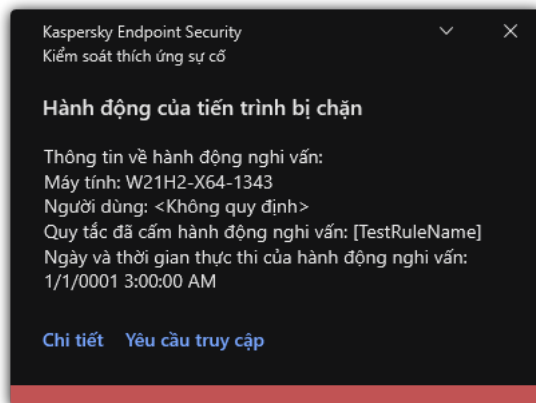 Kaspersky Endpoint Security
Kiểm soát thích ứng sự cố
Hành động của tiến trình bị chặn
Thông tin về hành động nghi vấn:
Máy tính: W21H2-X64-1343
Người dùng: <Không quy định>
Quy tắc đã cấm hành động nghi vấn: [TestRuleName]
Ngày và thời gian thực thi của hành động nghi vấn:
1/1/0001 3:00:00 AM
Chi tiết Yêu cầu truy cập